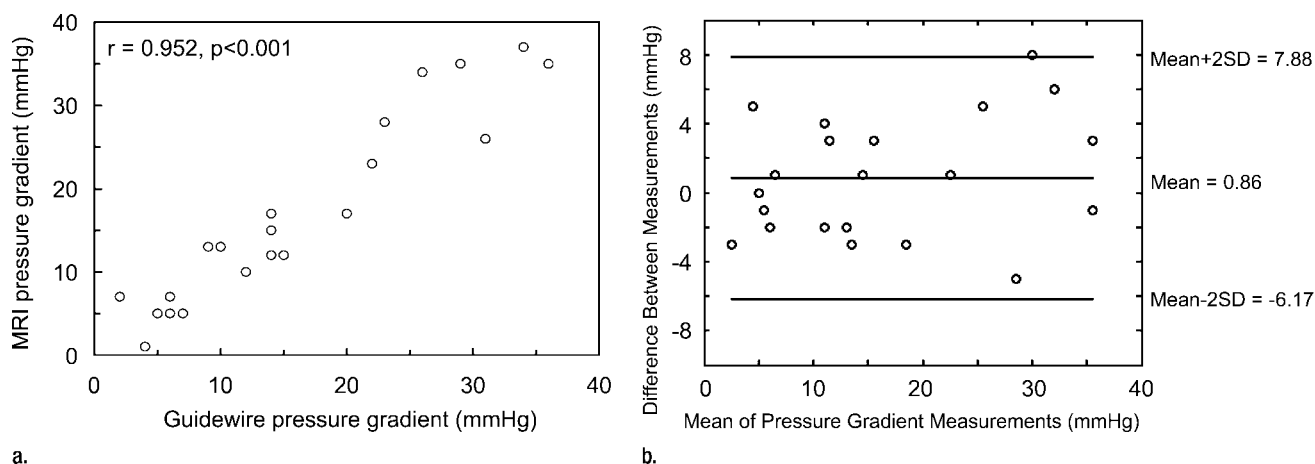 40
30
20
10
0
MRI pressure gradient (mmHg)
r = 0.952, p<0.001
0 10 20 30 40
Guidewire pressure gradient (mmHg)
a.
8
4
0
-4
-8
Difference Between Measurements (mmHg)
Mean+2SD = 7.88
Mean = 0.86
Mean-2SD = -6.17
0 10 20 30 40
Mean of Pressure Gradient Measurements (mmHg)
b.